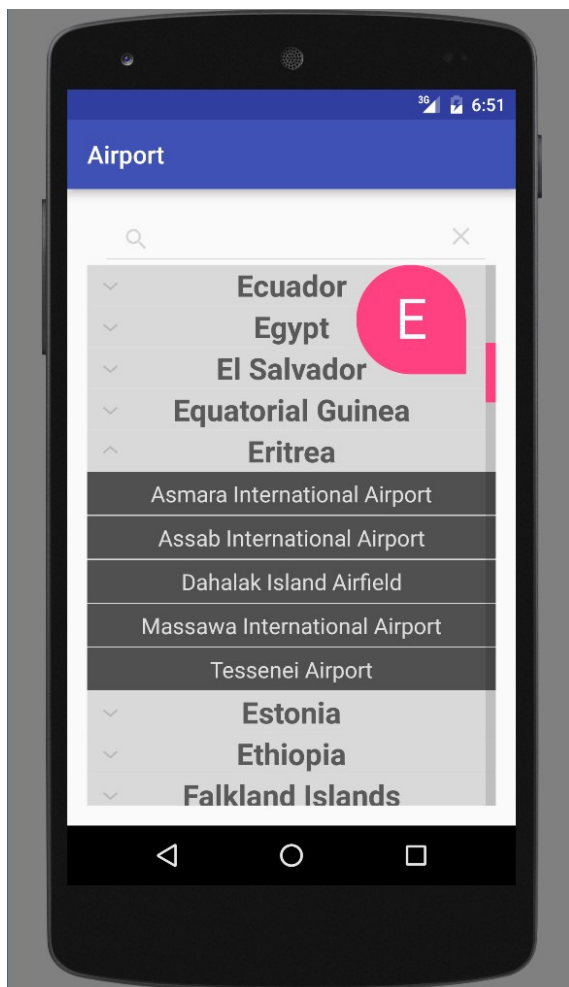 3G 6:51
Airport
Ecuador
E
Egypt
El Salvador
Equatorial Guinea
Eritrea
Asmara International Airport
Assab International Airport
Dahalak Island Airfield
Massawa International Airport
Tessenei Airport
Estonia
Ethiopia
Falkland Islands